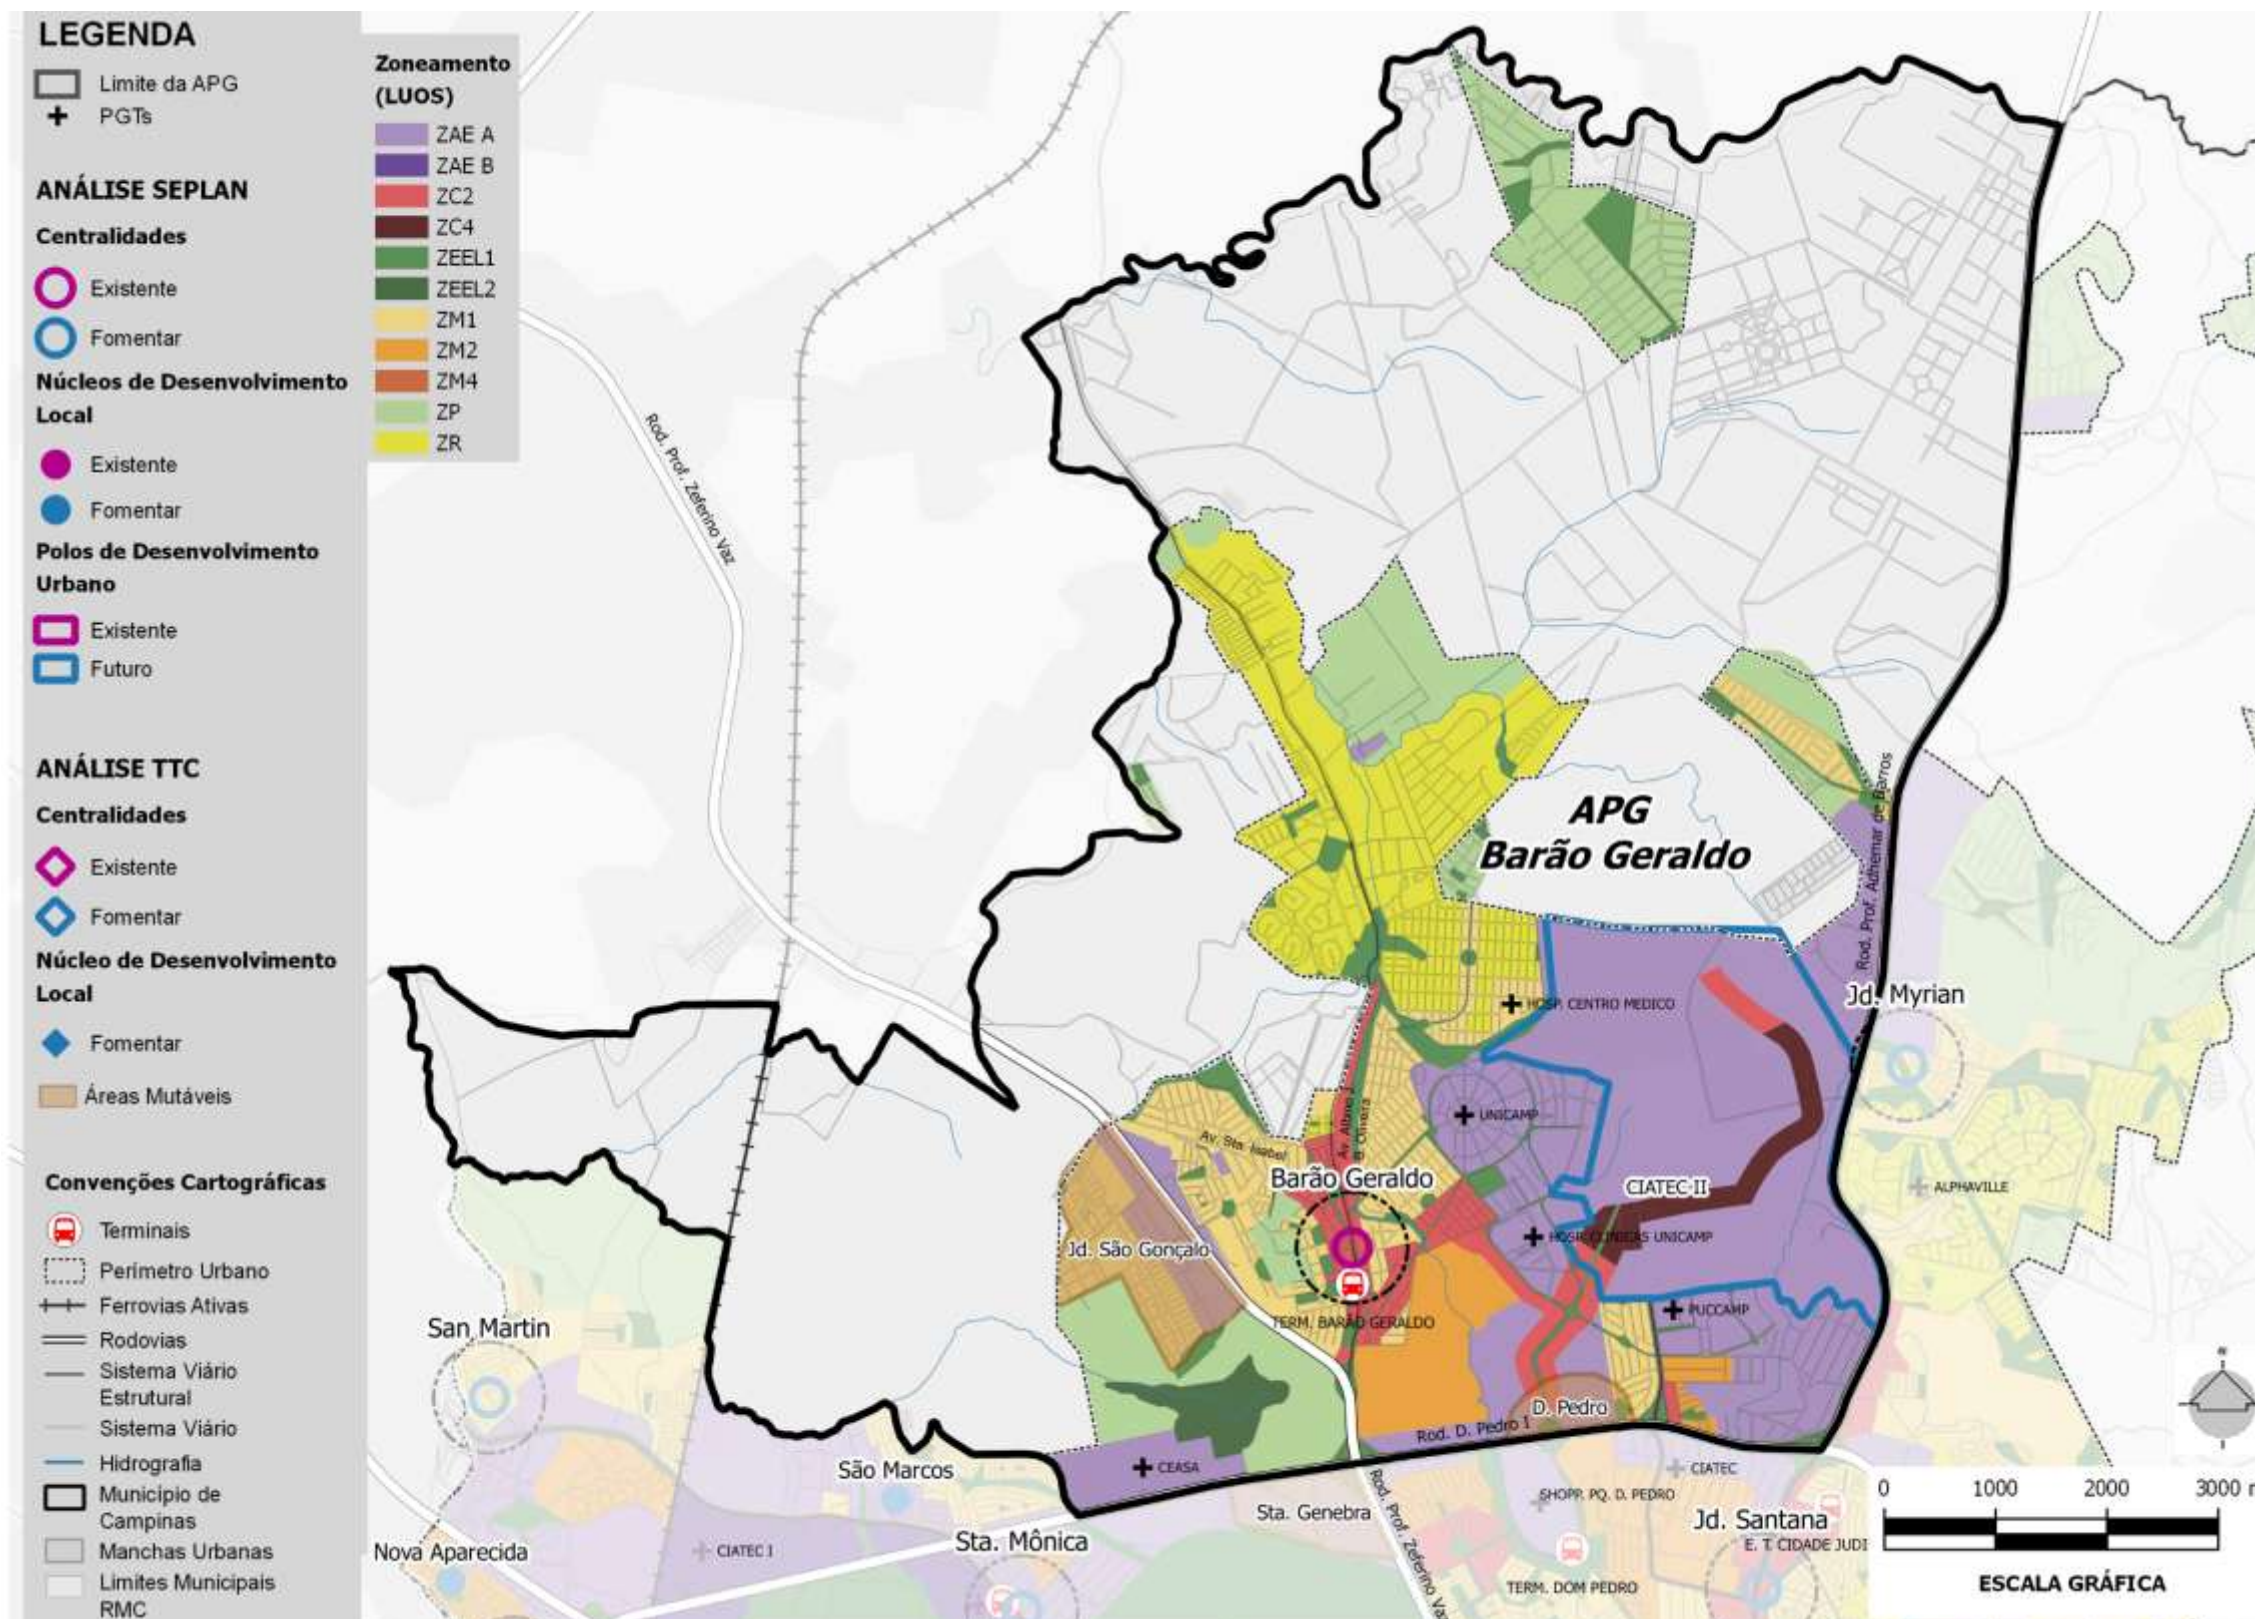 LEGENDA
Limite da APG
PGTs
ANÁLISE SEPLAN
Centralidades
Existente
Fomentar
Núcleos de Desenvolvimento
Local
Existente
Fomentar
Polos de Desenvolvimento
Urbano
Existente
Futuro
ANÁLISE TTC
Centralidades
Existente
Fomentar
Núcleo de Desenvolvimento
Local
Fomentar
Áreas Mutáveis
Convenções Cartográficas
Terminais
Perímetro Urbano
Ferrovias Ativas
Rodovias
Sistema Viário
Estrutural
Sistema Viário
Hidrografia
Município de
Campinas
Manchas Urbanas
Limites Municipais
RMC
Zoneamento
(LUOS)
ZAE A
ZAE B
ZC2
ZC4
ZEEL1
ZEEL2
ZM1
ZM2
ZM4
ZP
ZR
Rod. Prof. Zeferino Vaz
APG
Barão Geraldo
Rod. Prof. Adhemar de Barros
Jd. Myrian
HOSP. CENTRO MEDICO
UNICAMP
Av. Sta. Isabel
Av. Albino J.
B. Oliveira
Barão Geraldo
CIATEC II
ALPHAVILLE
HOSP. CLINICAS UNICAMP
Jd. São Gonçalo
PUCCAMP
TERM. BARÃO GERALDO
San Martin
D. Pedro
Rod. D. Pedro I
CEASA
São Marcos
CIATEC
SHOPP. PQ. D. PEDRO
Sta. Genebra
Rod. Prof. Zeferino Vaz
Jd. Santana
E. T. CIDADE JUDI
Sta. Mônica
Nova Aparecida
CIATEC I
TERM. DOM PEDRO
N
0 1000 2000 3000 m
ESCALA GRÁFICA